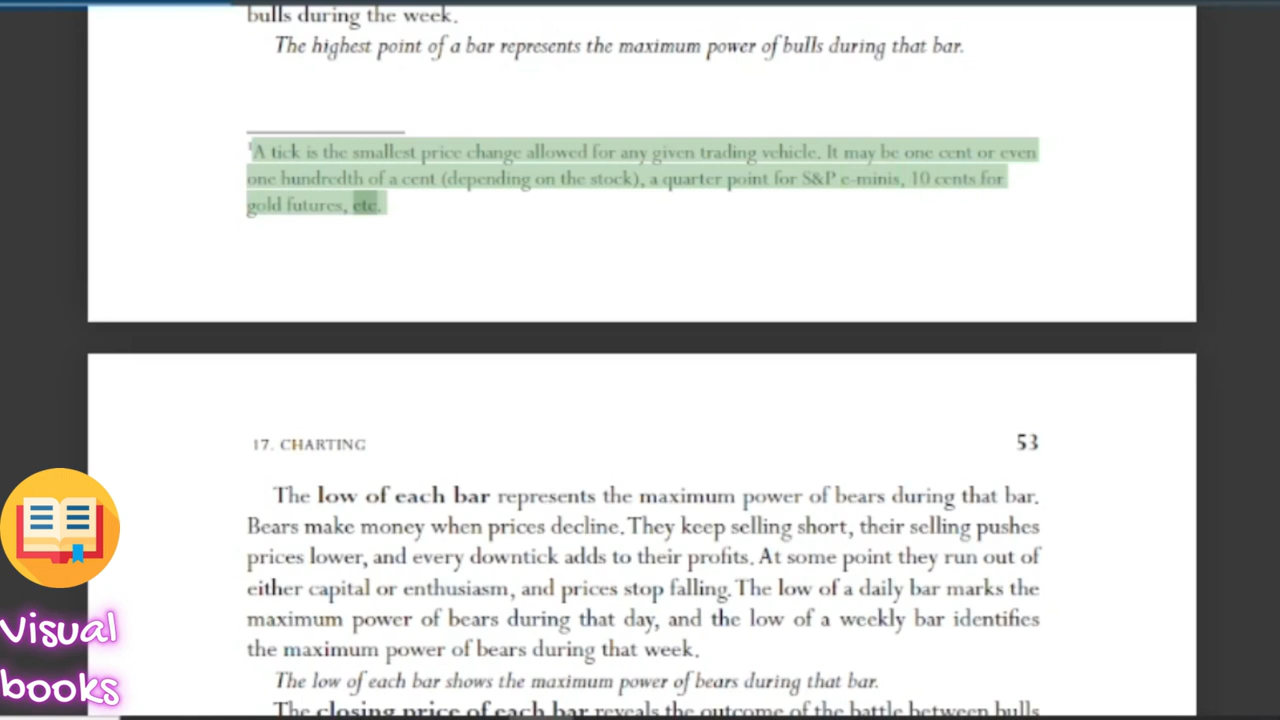 bulls during the week.
The highest point of a bar represents the maximum power of bulls during that bar.
1A tick is the smallest price change allowed for any given trading vehicle. It may be one cent or even
one hundredth of a cent (depending on the stock), a quarter point for S&P e-minis, 10 cents for
gold futures, etc.
17. CHARTING
53
The low of each bar represents the maximum power of bears during that bar.
Bears make money when prices decline. They keep selling short, their selling pushes
prices lower, and every downtick adds to their profits. At some point they run out of
either capital or enthusiasm, and prices stop falling. The low of a daily bar marks the
maximum power of bears during that day, and the low of a weekly bar identifies
the maximum power of bears during that week.
The low of each bar shows the maximum power of bears during that bar.
The closing price of each bar reveals the outcome of the battle between bulls
Visual
books